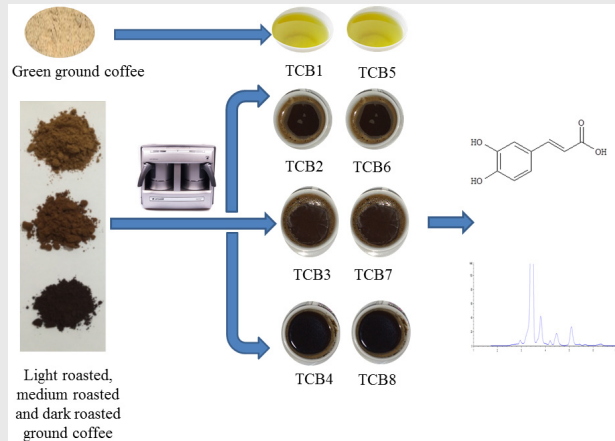 Green ground coffee
TCB1 TCB5
TCB2 TCB6
TCB3 TCB7
TCB4 TCB8
Light roasted,
medium roasted
and dark roasted
ground coffee
O
HO
OH
HO